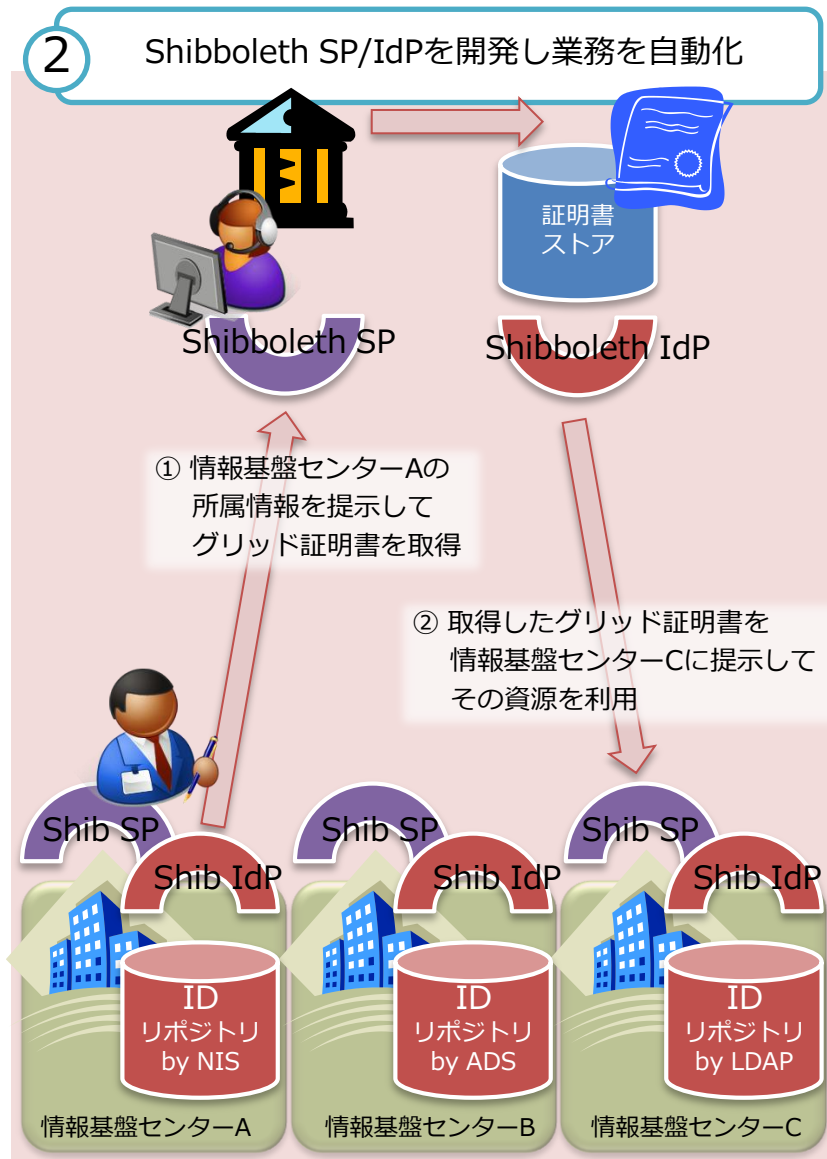 2
Shibboleth SP/IdPを開発し業務を自動化
証明書
ストア
Shibboleth SP
Shibboleth IdP
① 情報基盤センターAの
所属情報を提示して
グリッド証明書を取得
② 取得したグリッド証明書を
情報基盤センターCに提示して
その資源を利用
Shib SP
Shib IdP
ID
リポジトリ
by NIS
情報基盤センターA
Shib SP
Shib IdP
ID
リポジトリ
by ADS
情報基盤センターB
Shib SP
Shib IdP
ID
リポジトリ
by LDAP
情報基盤センターC